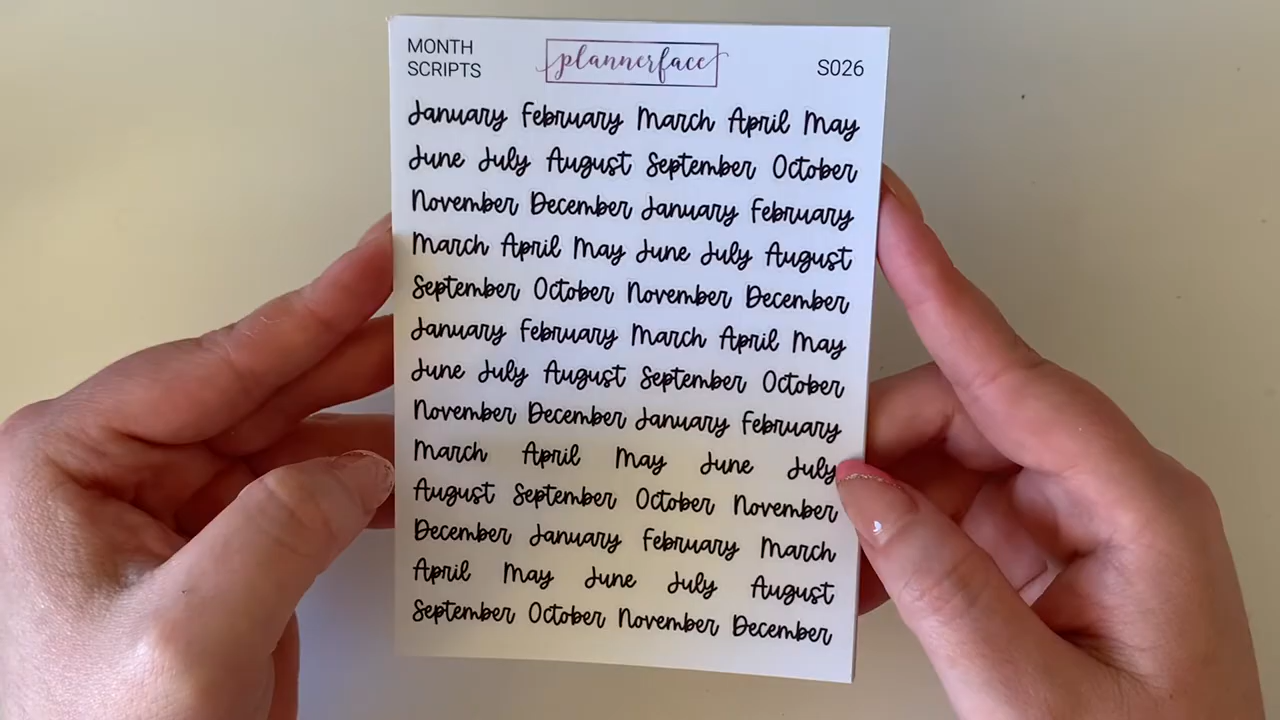 MONTH
SCRIPTS
plannerface
S026
January February March April May
June July August September October
November December January February
March April May June July August
September October November December
January February March April May
June July August September October
November December January February
March April May June July
August September October November
December January February March
April May June July August
September October November December